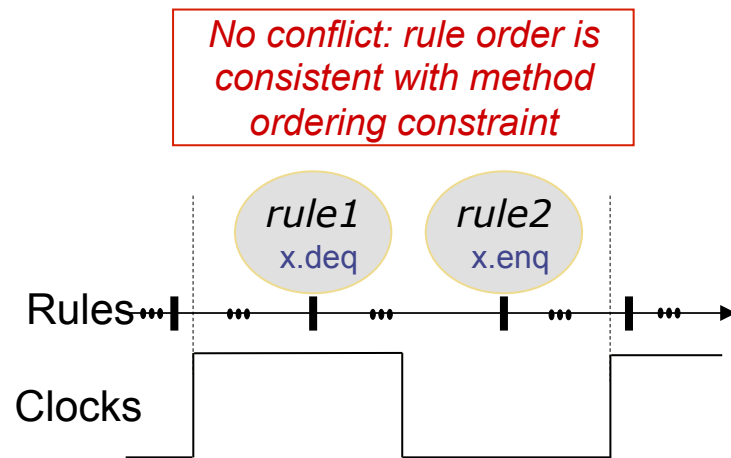 No conflict: rule order is
consistent with method
ordering constraint
rule1
x.deq
rule2
x.enq
Rules
Clocks